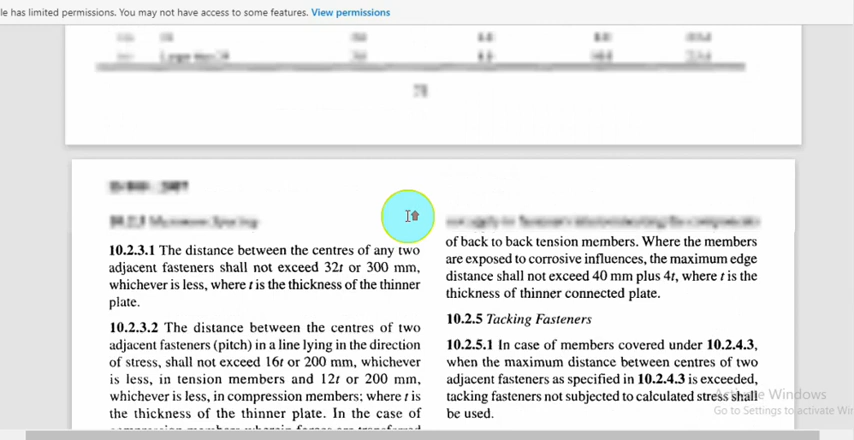 le has limited permissions. You may not have access to some features. View permissions
10.2.3.1 The distance between the centres of any two
adjacent fasteners shall not exceed 32t or 300 mm,
whichever is less, where t is the thickness of the thinner
plate.
10.2.3.2 The distance between the centres of two
adjacent fasteners (pitch) in a line lying in the direction
of stress, shall not exceed 16t or 200 mm, whichever
is less, in tension members and 12t or 200 mm,
whichever is less, in compression members; where t is
the thickness of the thinner plate. In the case of
of back to back tension members. Where the members
are exposed to corrosive influences, the maximum edge
distance shall not exceed 40 mm plus 4t, where t is the
thickness of thinner connected plate.
10.2.5 Tacking Fasteners
10.2.5.1 In case of members covered under 10.2.4.3,
when the maximum distance between centres of two
adjacent fasteners as specified in 10.2.4.3 is exceeded,
tacking fasteners not subjected to calculated stress shall
be used.
Activate Windows
Go to Settings to activate Win